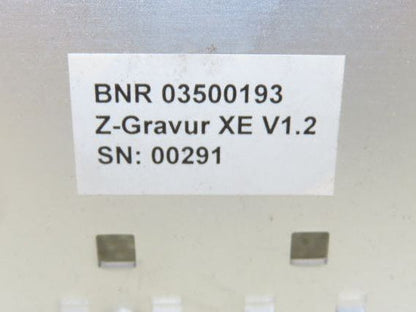 BNR 03500193
Z-Gravur XE V1.2
SN: 00291